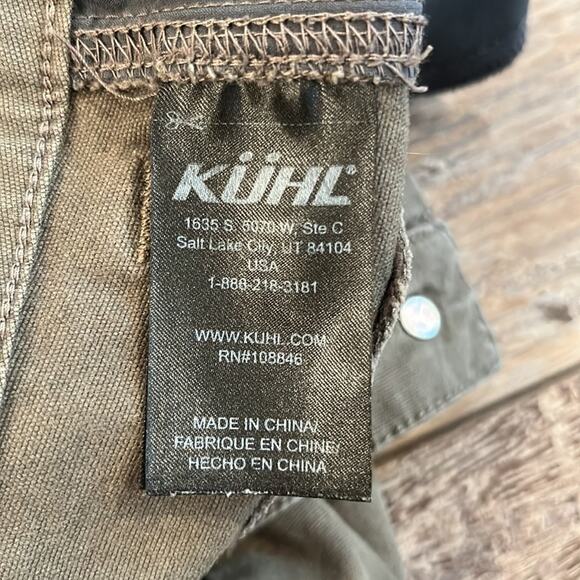 KÜHL®
1635 S. 5070 W, Ste C
Salt Lake City, UT 84104
USA
1-888-218-3181
WWW.KUHL.COM
RN#108846
MADE IN CHINA/
FABRIQUE EN CHINE/
HECHO EN CHINA